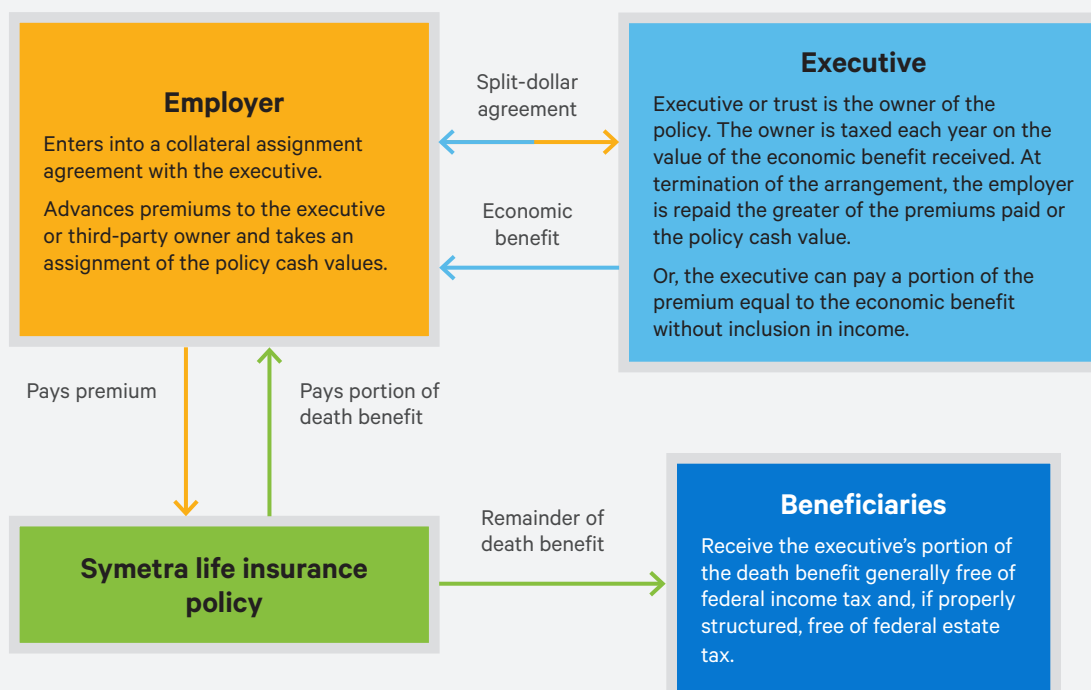 Employer
Enters into a collateral assignment
agreement with the executive.
Advances premiums to the executive
or third-party owner and takes an
assignment of the policy cash values.
Split-dollar
agreement
Economic
benefit
Executive
Executive or trust is the owner of the
policy. The owner is taxed each year on the
value of the economic benefit received. At
termination of the arrangement, the employer
is repaid the greater of the premiums paid or
the policy cash value.
Or, the executive can pay a portion of the
premium equal to the economic benefit
without inclusion in income.
Pays premium
Pays portion of
death benefit
Symetra life insurance
policy
Remainder of
death benefit
Beneficiaries
Receive the executive’s portion of
the death benefit generally free of
federal income tax and, if properly
structured, free of federal estate
tax.